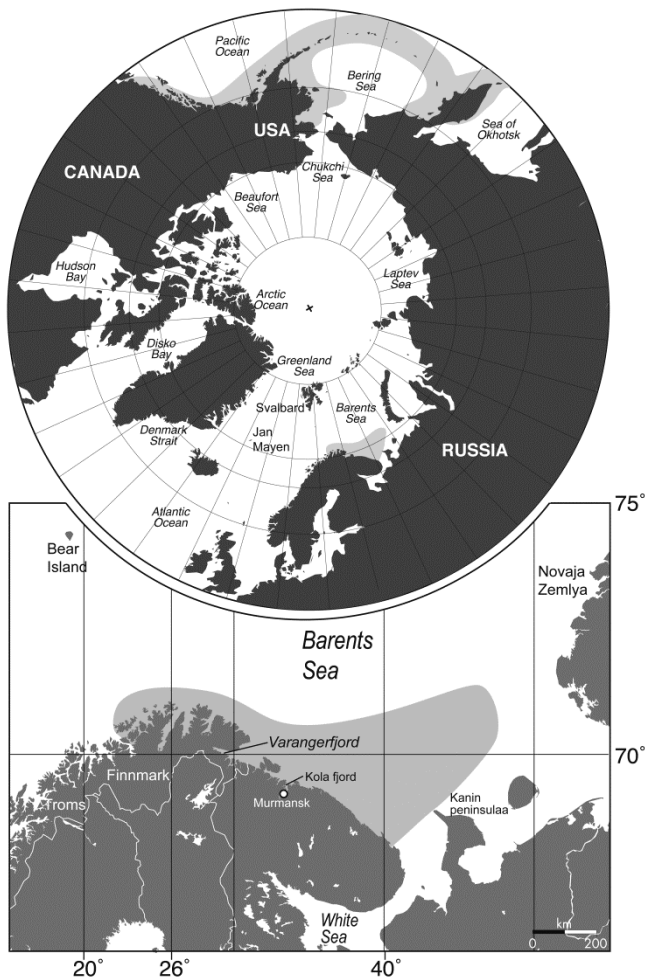 Pacific
Ocean
Bering
Sea
Sea of
Okhotsk
USA
CANADA
Chukchi
Sea
Beaufort
Sea
Hudson
Bay
Laptev
Sea
Arctic
Ocean
Disko
Bay
Greenland
Sea
Svalbard
Barents
Sea
Denmark
Strait
Jan
Mayen
RUSSIA
Atlantic
Ocean
75°
Bear
Island
Novaja
Zemlya
Barents
Sea
Varangerfjord
70°
Finnmark
Kola fjord
Troms
Murmansk
Kanin
peninsulaa
White
Sea
km
0 200
20° 26° 40°